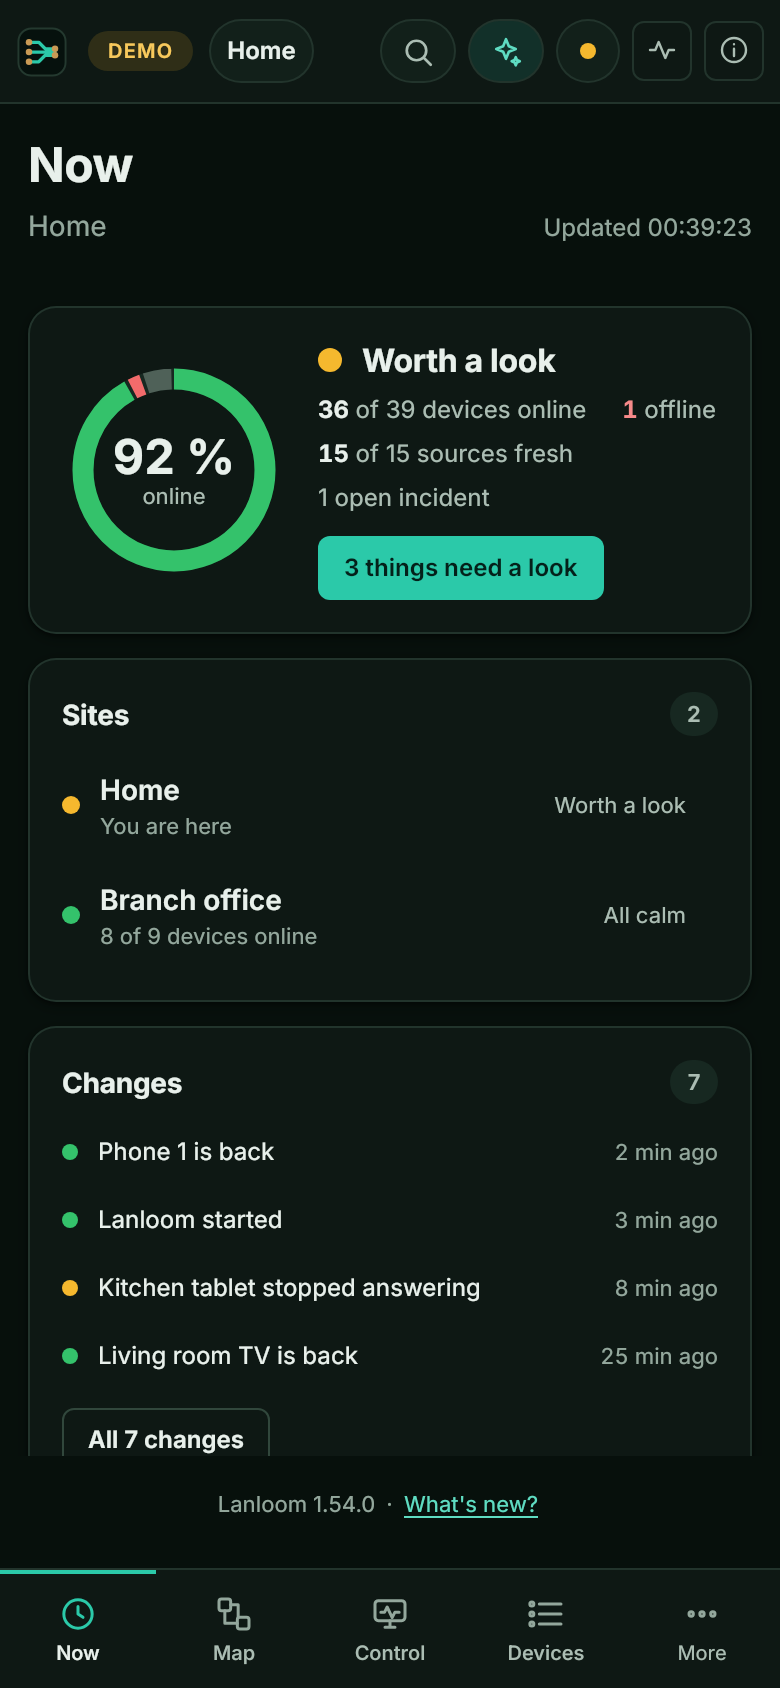 DEMO
Home
Now
Home
Updated 00:39:23
92 %
online
Worth a look
36 of 39 devices online 1 offline
15 of 15 sources fresh
1 open incident
3 things need a look
Sites
2
Home
You are here
Worth a look
Branch office
8 of 9 devices online
All calm
Changes
7
Phone 1 is back
2 min ago
Lanloom started
3 min ago
Kitchen tablet stopped answering
8 min ago
Living room TV is back
25 min ago
All 7 changes
Lanloom 1.54.0 · What's new?
Now
Map
Control
Devices
More